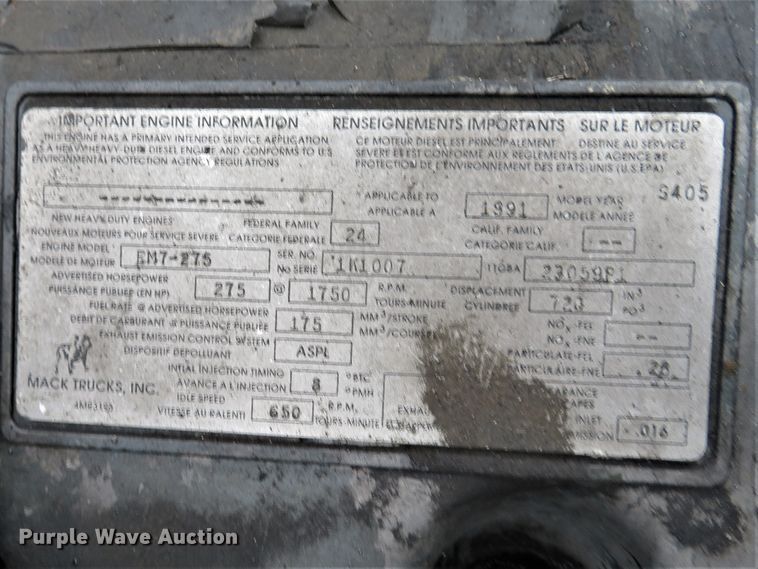 IMPORTANT ENGINE INFORMATION
THIS ENGINE HAS A PRIMARY INTENDED SERVICE APPLICATION
AS A HEAVY HEAVY-DUTY DIESEL ENGINE AND CONFORMS TO U.S
ENVIRONMENTAL PROTECTION AGENCY REGULATIONS.
RENSEIGNEMENTS IMPORTANTS SUR LE MOTEUR
CE MOTEUR DIESEL EST PRINCIPALEMENT DESTINE AU SERVICE
SEVERE ET EST CONFORME AUX REGLEMENTS DE L'AGENCE DE
PROTECTION DE L'ENVIRONNEMENT DES ETATS-UNIS (U.S. EPA)
S405
APPLICABLE TO
APPLICABLE A
1991
MODEL YEAR
MODELE ANNEE
NEW HEAVY DUTY ENGINES
NOUVEAUX MOTEURS POUR SERVICE SEVERE
FEDERAL FAMILY
CATEGORIE FEDERALE
24
CALIF. FAMILY
CATEGORIE CALIF.
--
ENGINE MODEL
MODELE DE MOTEUR
EM7-275
SER. NO.
No SERIE
1K1007
11GBA
ADVERTISED HORSEPOWER
PUISSANCE PUBLIEE (EN HP)
275
@
1750
R.P.M.
TOURS-MINUTE
DISPLACEMENT
CYLINDREE
728
IN3
PO3
FUEL RATE @ ADVERTISED HORSEPOWER
DEBIT DE CARBURANT @ PUISSANCE PUBLIEE
175
MM3/STROKE
MM3/COURSE
NOX-FEL
NOX-FNE
--
EXHAUST EMISSION CONTROL SYSTEM
DISPOSITIF DEPOLLUANT
ASPL
PARTICULATE-FEL
PARTICULAIRE-FNE
MACK TRUCKS, INC.
INITIAL INJECTION TIMING
AVANCE A L'INJECTION
8
°BTC
°PMH
IDLE SPEED
VITESSE AU RALENTI
650
R.P.M.
TOURS-MINUTE
INLET
.016
Purple Wave Auction